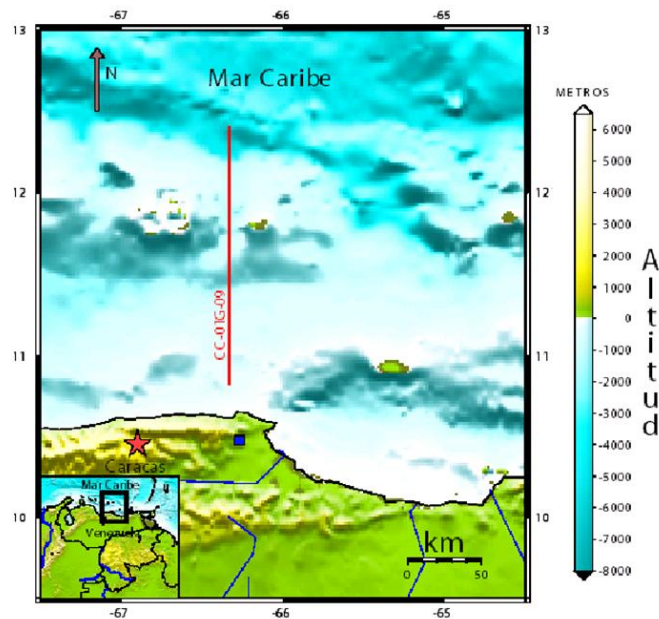 -67 -66 -65
13 13
METROS
N
Mar Caribe
6000
5000
4000
12 12
3000
2000
1000
0
-1000
-2000
-3000
-4000
-5000
-6000
-7000
-8000
Altitud
CC-01G-09
11 11
Caracas
Mar Caribe
Venezuela
10 10
km
0 50
-67 -66 -65